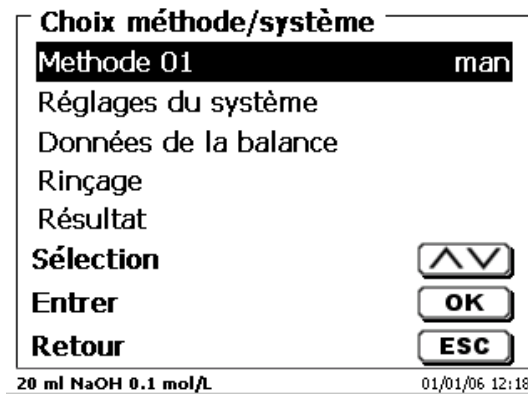 Choix méthode/système
Methode 01 man
Réglages du système
Données de la balance
Rinçage
Résultat
Sélection
Entrer OK
Retour ESC
20 ml NaOH 0.1 mol/L 01/01/06 12:18